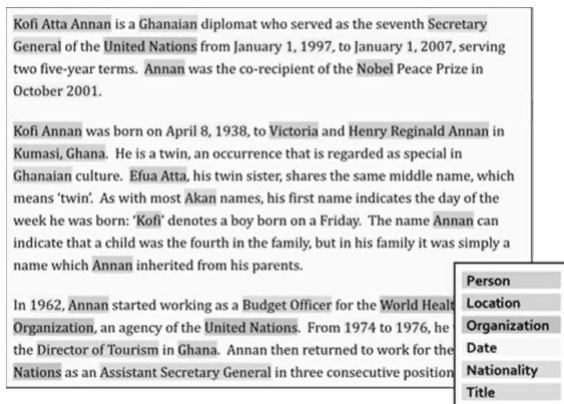 Kofi Atta Annan is a Ghanaian diplomat who served as the seventh Secretary
General of the United Nations from January 1, 1997, to January 1, 2007, serving
two five-year terms. Annan was the co-recipient of the Nobel Peace Prize in
October 2001.
Kofi Annan was born on April 8, 1938, to Victoria and Henry Reginald Annan in
Kumasi, Ghana. He is a twin, an occurrence that is regarded as special in
Ghanaian culture. Efua Atta, his twin sister, shares the same middle name, which
means ‘twin’. As with most Akan names, his first name indicates the day of the
week he was born: ‘Kofi’ denotes a boy born on a Friday. The name Annan can
indicate that a child was the fourth in the family, but in his family it was simply a
name which Annan inherited from his parents.
In 1962, Annan started working as a Budget Officer for the World Healt
Organization, an agency of the United Nations. From 1974 to 1976, he
the Director of Tourism in Ghana. Annan then returned to work for the
Nations as an Assistant Secretary General in three consecutive position
Person
Location
Organization
Date
Nationality
Title